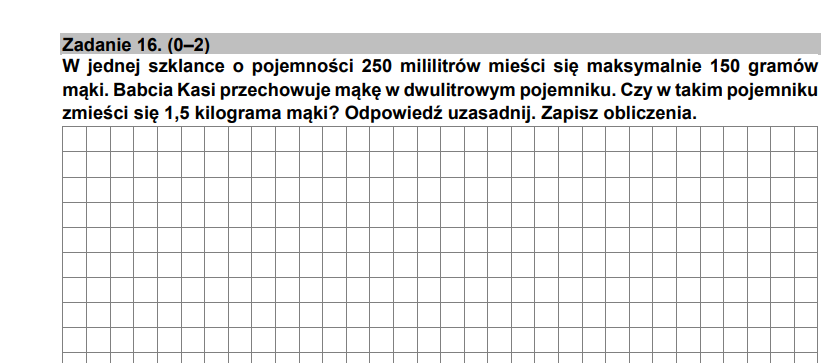 Zadanie 16. (0–2)
W jednej szklance o pojemności 250 mililitrów mieści się maksymalnie 150 gramów
mąki. Babcia Kasi przechowuje mąkę w dwulitrowym pojemniku. Czy w takim pojemniku
zmieści się 1,5 kilograma mąki? Odpowiedź uzasadnij. Zapisz obliczenia.